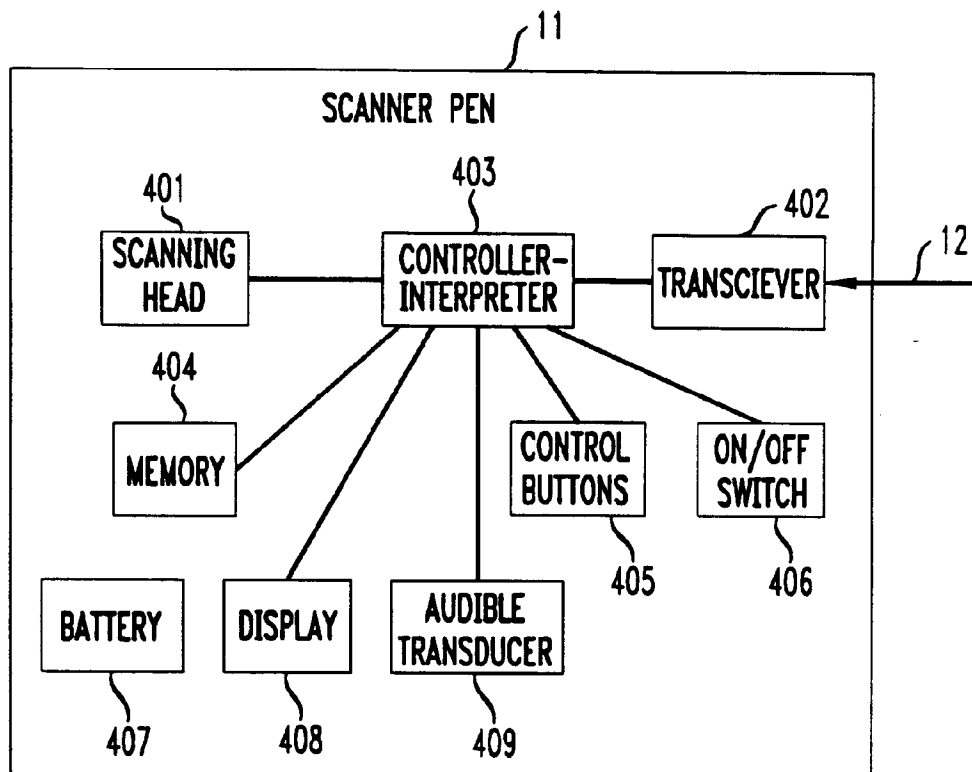 11
SCANNER PEN
401
SCANNING
HEAD
403
CONTROLLER-
INTERPRETER
402
TRANSCIEVER
12
404
MEMORY
CONTROL
BUTTONS
405
ON/OFF
SWITCH
406
BATTERY
407
DISPLAY
408
AUDIBLE
TRANSDUCER
409